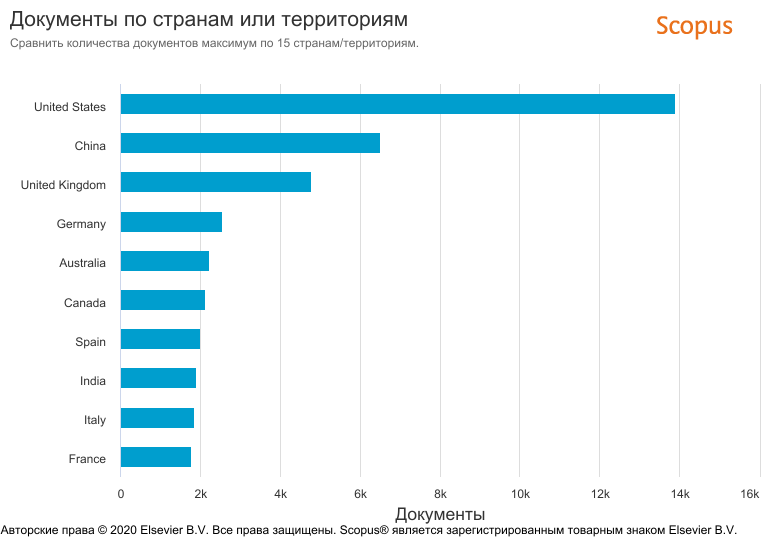 Документы по странам или территориям
Scopus
Сравнить количества документов максимум по 15 странам/территориям.
United States
China
United Kingdom
Germany
Australia
Canada
Spain
India
Italy
France
0 2k 4k 6k 8k 10k 12k 14k 16k
Документы
Авторские права © 2020 Elsevier B.V. Все права защищены. Scopus® является зарегистрированным товарным знаком Elsevier B.V.